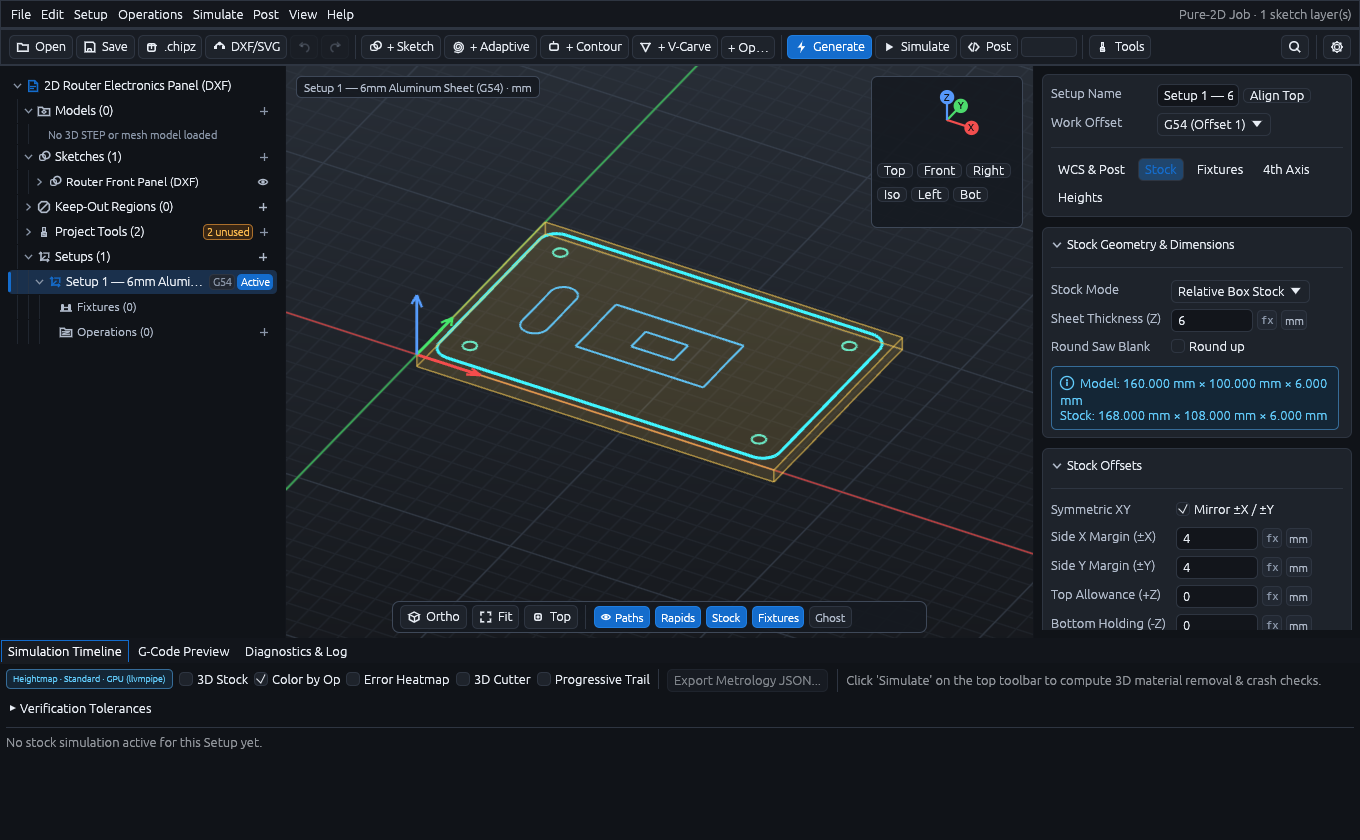 File Edit Setup Operations Simulate Post View Help
Pure-2D Job · 1 sketch layer(s)
Open Save .chipz DXF/SVG + Sketch + Adaptive + Contour + V-Carve + Op... Generate Simulate Post Tools
2D Router Electronics Panel (DXF)
Models (0) +
No 3D STEP or mesh model loaded
Sketches (1) +
Router Front Panel (DXF)
Keep-Out Regions (0) +
Project Tools (2) 2 unused +
Setups (1) +
Setup 1 — 6mm Alumi... G54 Active
Fixtures (0)
Operations (0) +
Setup 1 — 6mm Aluminum Sheet (G54) · mm
Z
Y
X
Top Front Right
Iso Left Bot
Ortho Fit Top Paths Rapids Stock Fixtures Ghost
Setup Name Setup 1 — 6 Align Top
Work Offset G54 (Offset 1)
WCS & Post Stock Fixtures 4th Axis
Heights
Stock Geometry & Dimensions
Stock Mode Relative Box Stock
Sheet Thickness (Z) 6 fx mm
Round Saw Blank Round up
Model: 160.000 mm × 100.000 mm × 6.000
mm
Stock: 168.000 mm × 108.000 mm × 6.000 mm
Stock Offsets
Symmetric XY Mirror ±X / ±Y
Side X Margin (±X) 4 fx mm
Side Y Margin (±Y) 4 fx mm
Top Allowance (+Z) 0 fx mm
Bottom Holding (-Z) 0 fx mm
Simulation Timeline G-Code Preview Diagnostics & Log
Heightmap · Standard · GPU (llvmpipe) 3D Stock Color by Op Error Heatmap 3D Cutter Progressive Trail Export Metrology JSON... Click 'Simulate' on the top toolbar to compute 3D material removal & crash checks.
Verification Tolerances
No stock simulation active for this Setup yet.